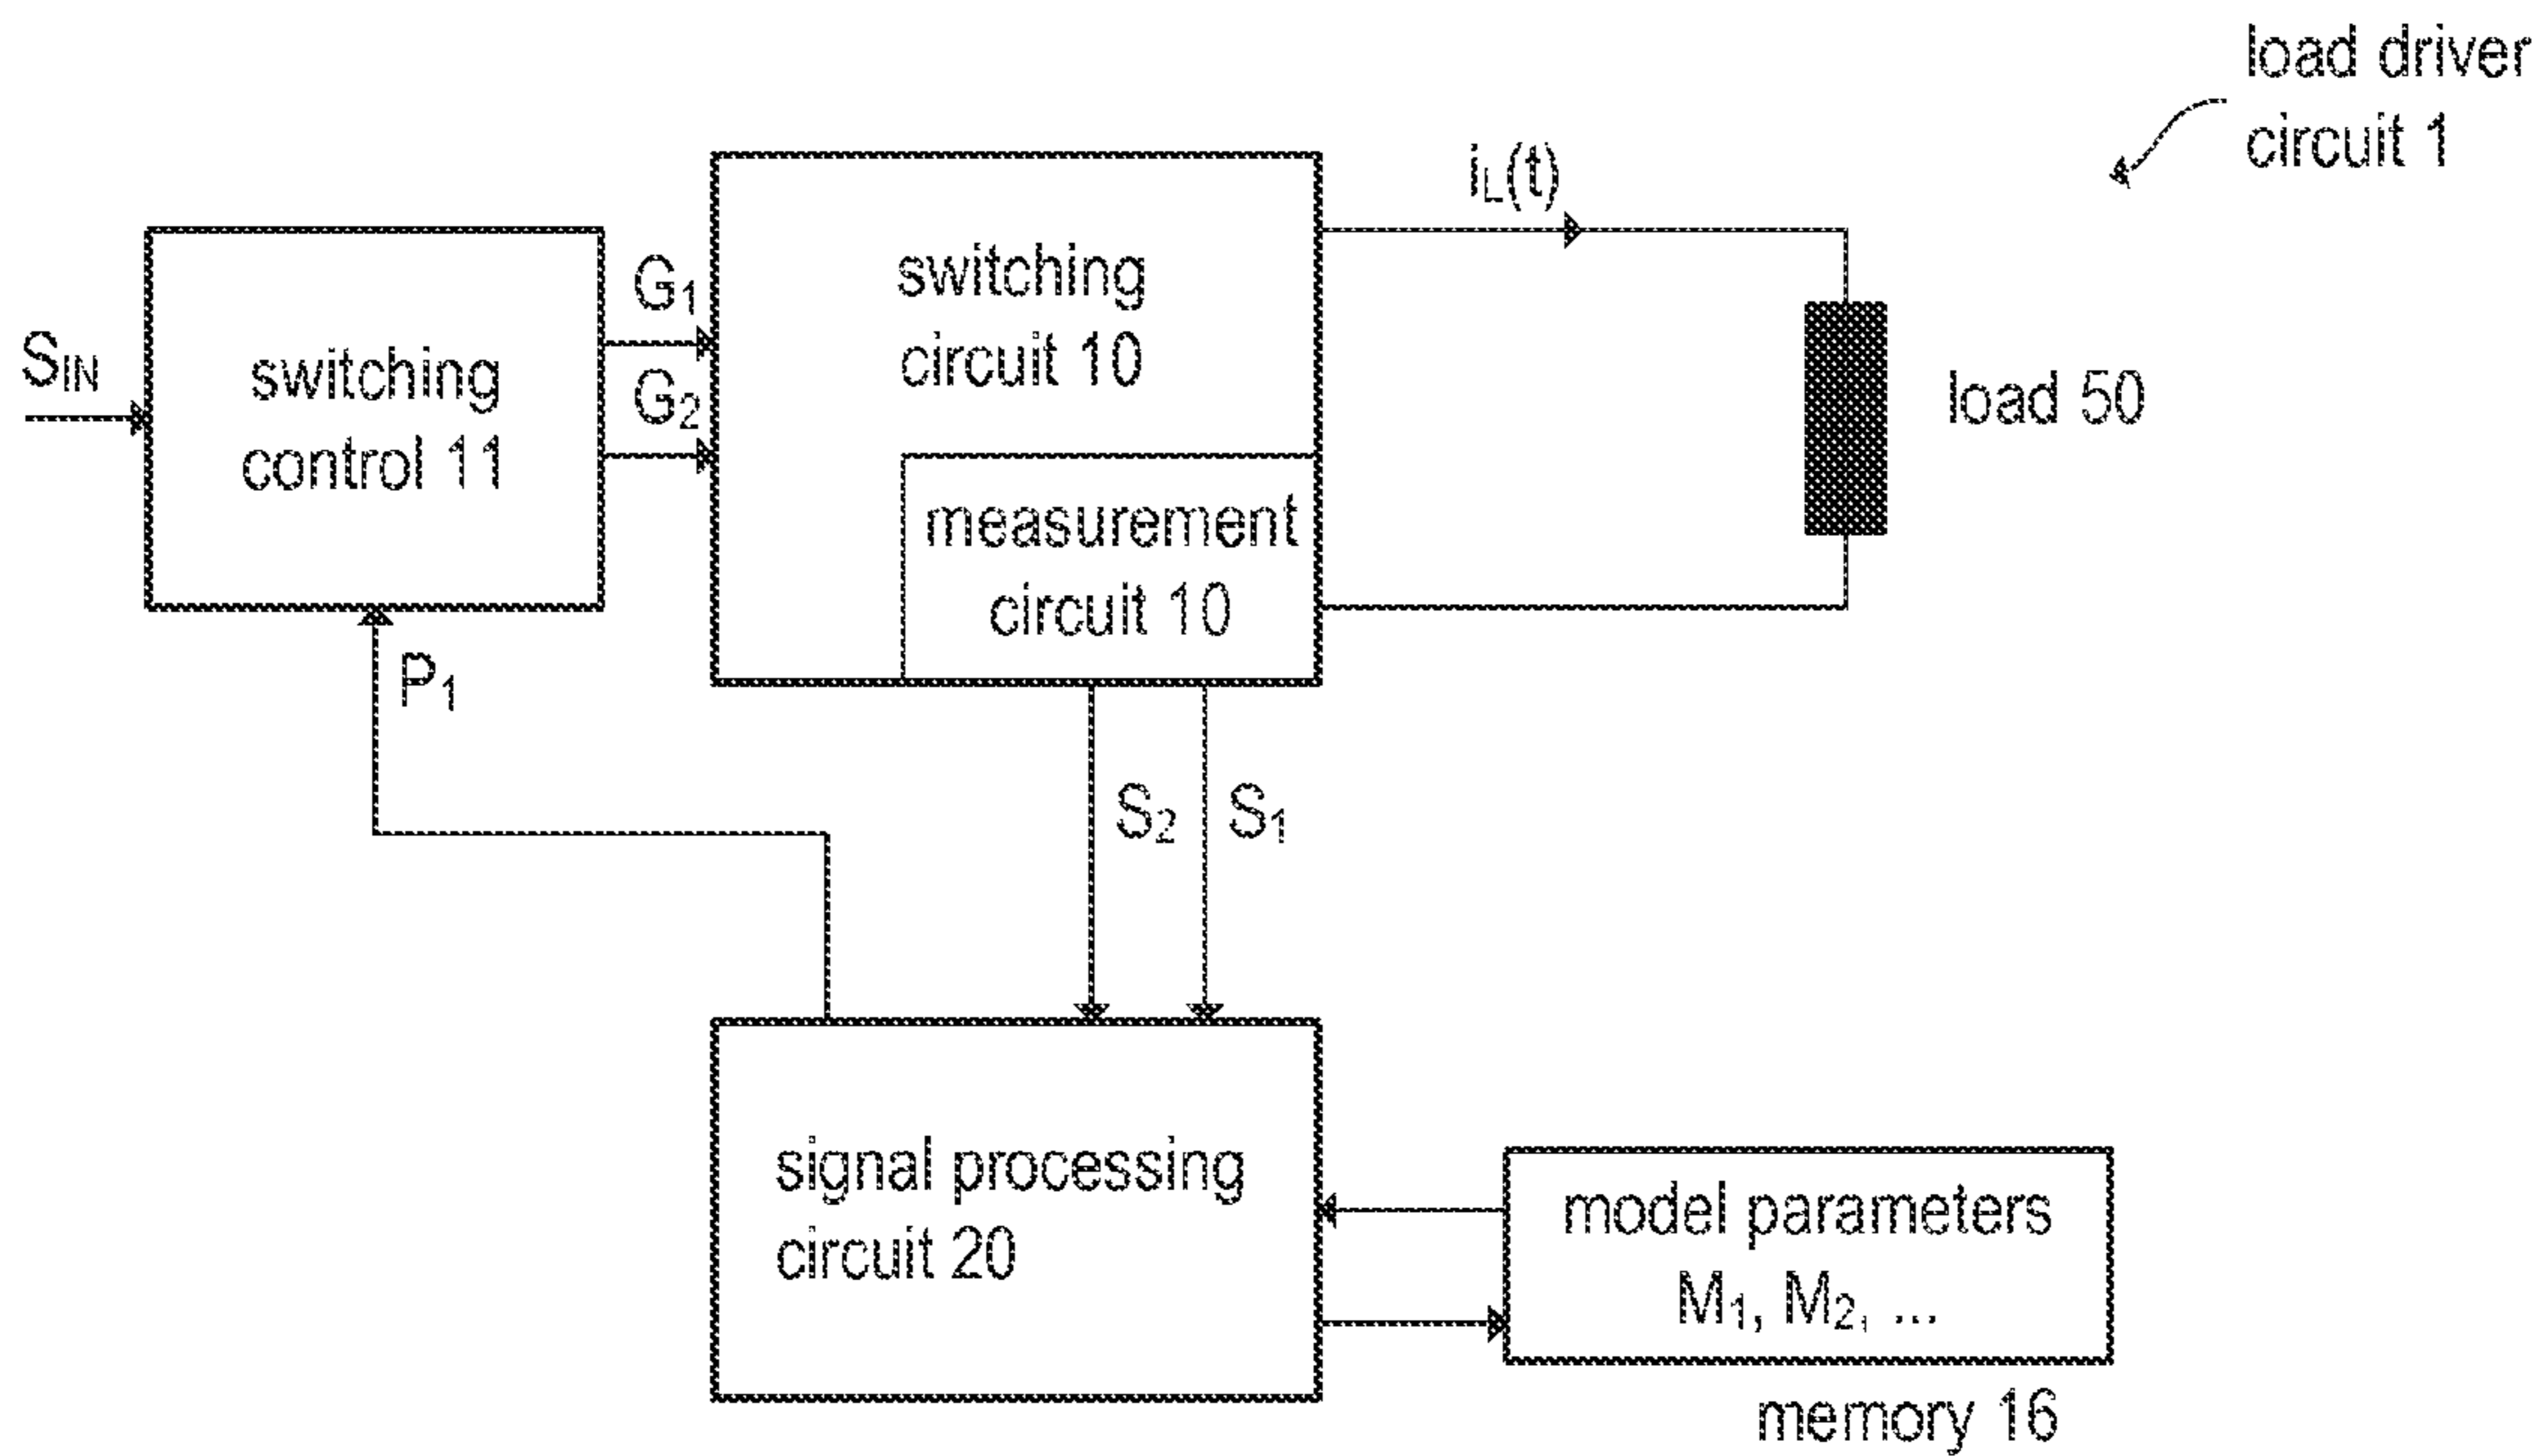 load driver
circuit 1
iL(t)
SIN
switching
control 11
G1
G2
switching
circuit 10
measurement
circuit 10
load 50
P1
S2
S1
signal processing
circuit 20
model parameters
M1, M2, ...
memory 16